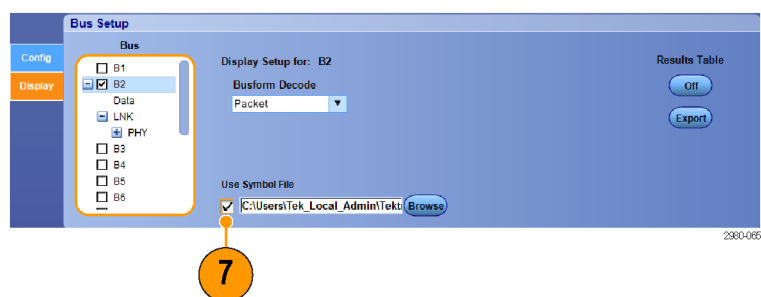 Bus Setup
Bus
Config
Display
B1
B2
Data
LNK
PHY
B3
B4
B5
B6
Display Setup for: B2
Busform Decode
Packet
Use Symbol File
C:\Users\Tek_Local_Admin\Tekt
Browse
Results Table
Off
Export
2980-065
7